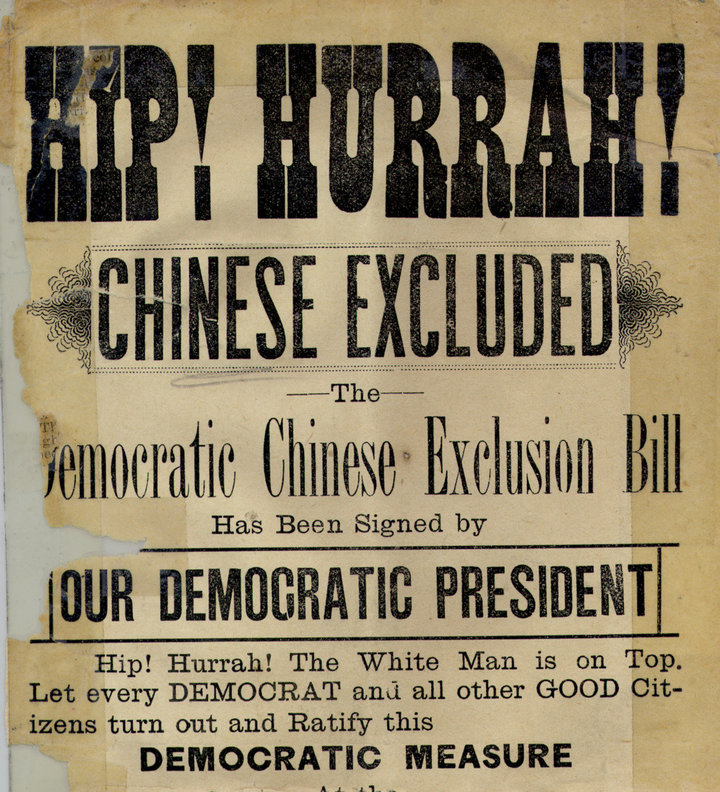 HIP! HURRAH!
CHINESE EXCLUDED
The
Democratic Chinese Exclusion Bill
Has Been Signed by
OUR DEMOCRATIC PRESIDENT
Hip! Hurrah! The White Man is on Top.
Let every DEMOCRAT and all other GOOD Cit-
izens turn out and Ratify this
DEMOCRATIC MEASURE
At the